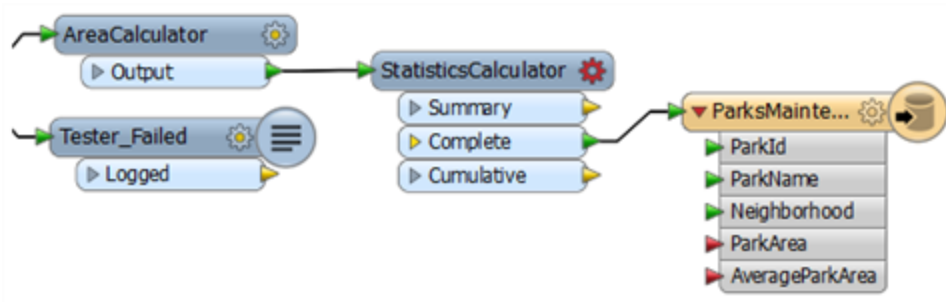 AreaCalculator
Output
Tester_Failed
Logged
StatisticsCalculator
Summary
Complete
Cumulative
ParksMainte...
ParkId
ParkName
Neighborhood
ParkArea
AverageParkArea